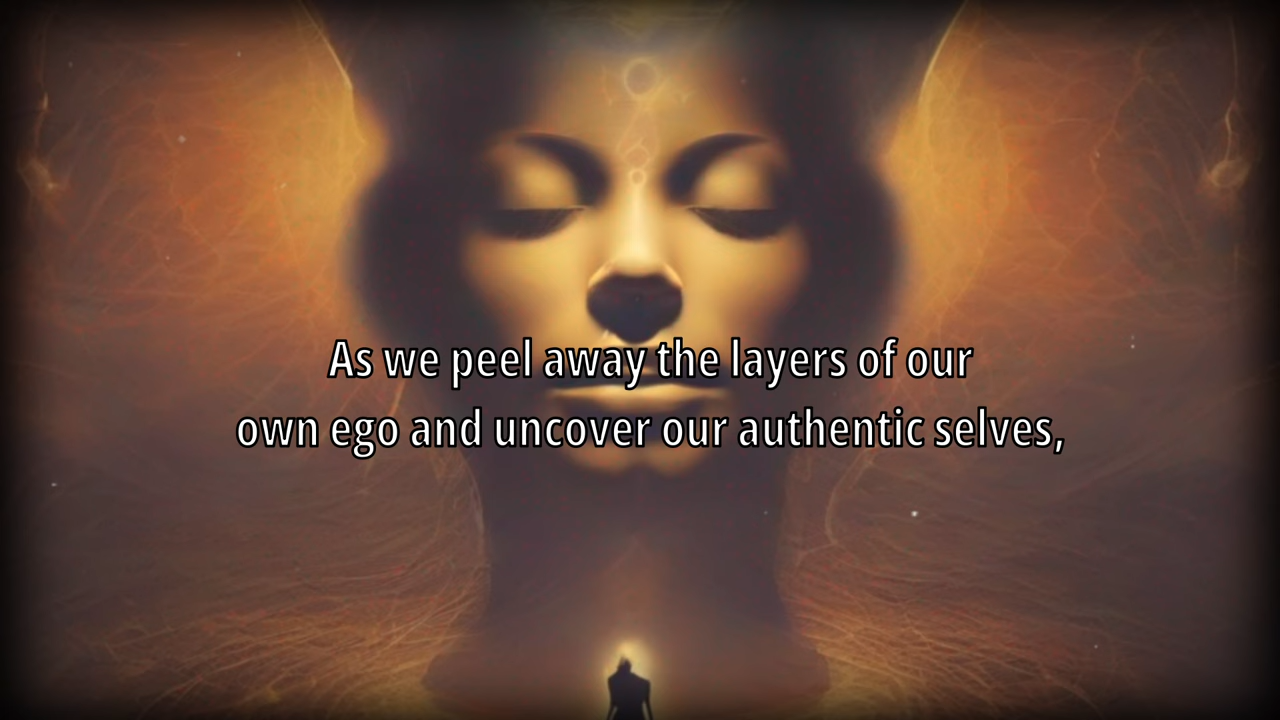 As we peel away the layers of our
own ego and uncover our authentic selves,